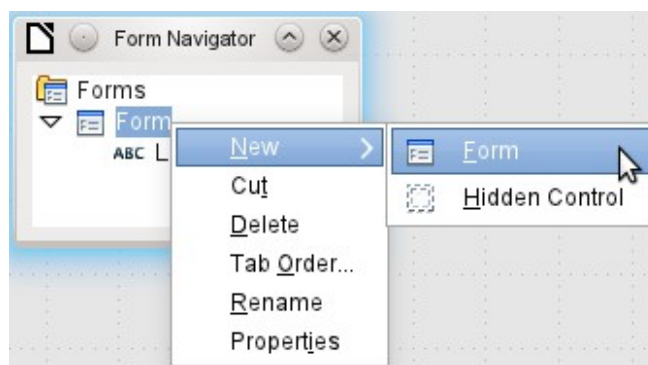 Form Navigator
Forms
Form
ABC L
New
Cut
Delete
Tab Order...
Rename
Properties
Form
Hidden Control